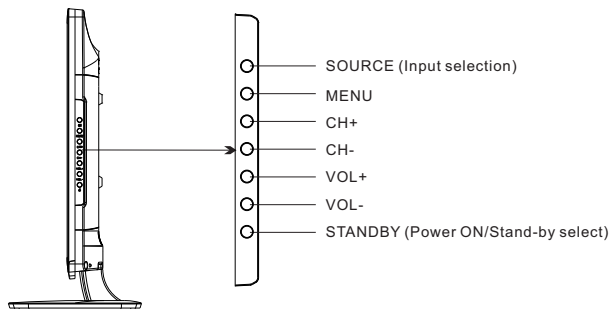 SOURCE (Input selection)
MENU
CH+
CH-
VOL+
VOL-
STANDBY (Power ON/Stand-by select)